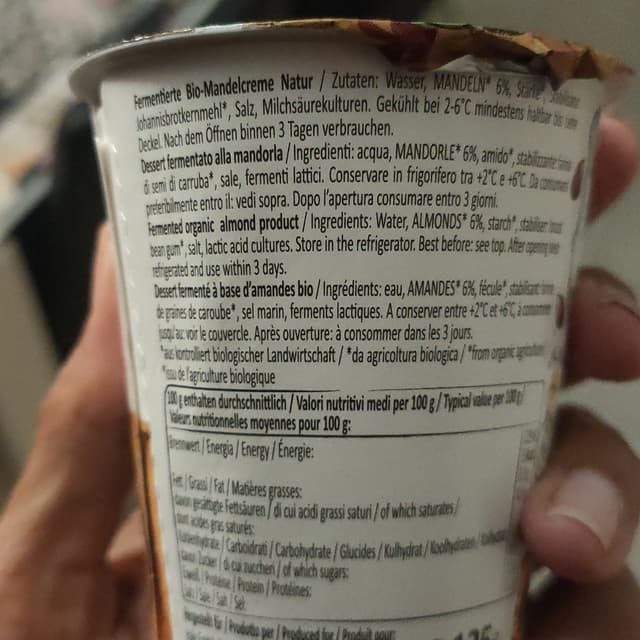 Fermentierte Bio-Mandelcreme Natur / Zutaten: Wasser, MANDELN* 6%, Stärke*,
Johannisbrotkernmehl*, Salz, Milchsäurekulturen. Gekühlt bei 2-6°C mindestens haltbar bis
Deckel. Nach dem Öffnen binnen 3 Tagen verbrauchen.
Dessert fermentato alla mandorla / Ingredienti: acqua, MANDORLE* 6%, amido*, stabilizzante:
di semi di carruba*, sale, fermenti lattici. Conservare in frigorifero tra +2°C e +6°C. Da consumarsi
preferibilmente entro il: vedi sopra. Dopo l'apertura consumare entro 3 giorni.
Fermented organic almond product / Ingredients: Water, ALMONDS* 6%, starch*, stabiliser: locust
bean gum*, salt, lactic acid cultures. Store in the refrigerator. Best before: see top. After opening keep
refrigerated and use within 3 days.
Dessert fermenté à base d'amandes bio / Ingrédients: eau, AMANDES* 6%, fécule*, stabilisant:
de graines de caroube*, sel marin, ferments lactiques. A conserver entre +2°C et +6°C, à consommer
jusqu'au: voir le couvercle. Après ouverture: à consommer dans les 3 jours.
*aus kontrolliert biologischer Landwirtschaft / *da agricoltura biologica / *from organic agriculture
*issu de l'agriculture biologique
100 g enthalten durchschnittlich / Valori nutritivi medi per 100 g / Typical value per 100 g /
Valeurs nutritionnelles moyennes pour 100 g:
Brennwert / Energia / Energy / Énergie:
Fett / Grassi / Fat / Matières grasses:
davon gesättigte Fettsäuren / di cui acidi grassi saturi / of which saturates /
dont acides gras saturés:
Kohlenhydrate / Carboidrati / Carbohydrate / Glucides / Kulhydrat / Koolhydraten /
davon Zucker / di cui zuccheri / of which sugars:
Eiweiß / Proteine / Protein / Protéines:
Salz / Sale / Salt / Sel:
Hergestellt für / Prodotto per / Produced for / Produit pour: